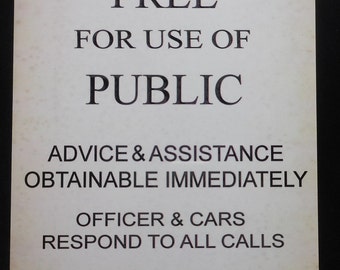 FREE
FOR USE OF
PUBLIC
ADVICE & ASSISTANCE
OBTAINABLE IMMEDIATELY
OFFICER & CARS
RESPOND TO ALL CALLS